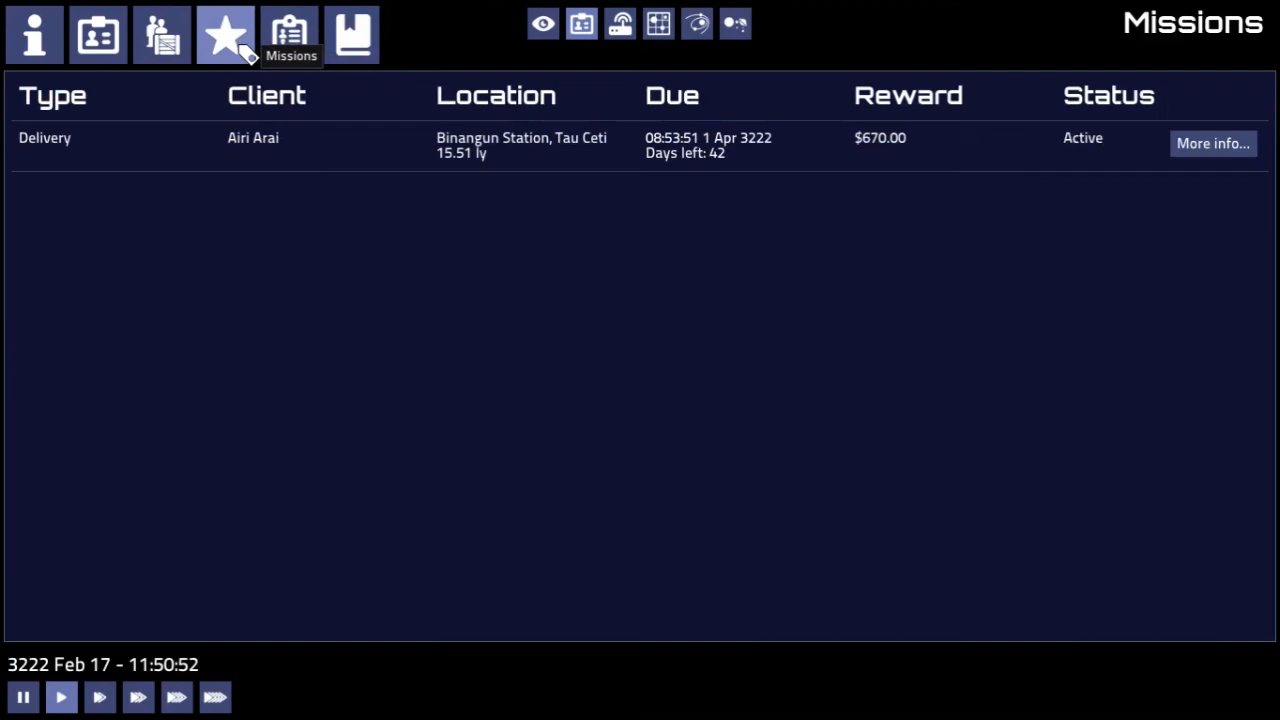 Missions
Missions
Type Client Location Due Reward Status
Delivery Airi Arai Binangun Station, Tau Ceti 08:53:51 1 Apr 3222 $670.00 Active More info...
15.51 ly Days left: 42
3222 Feb 17 - 11:50:52